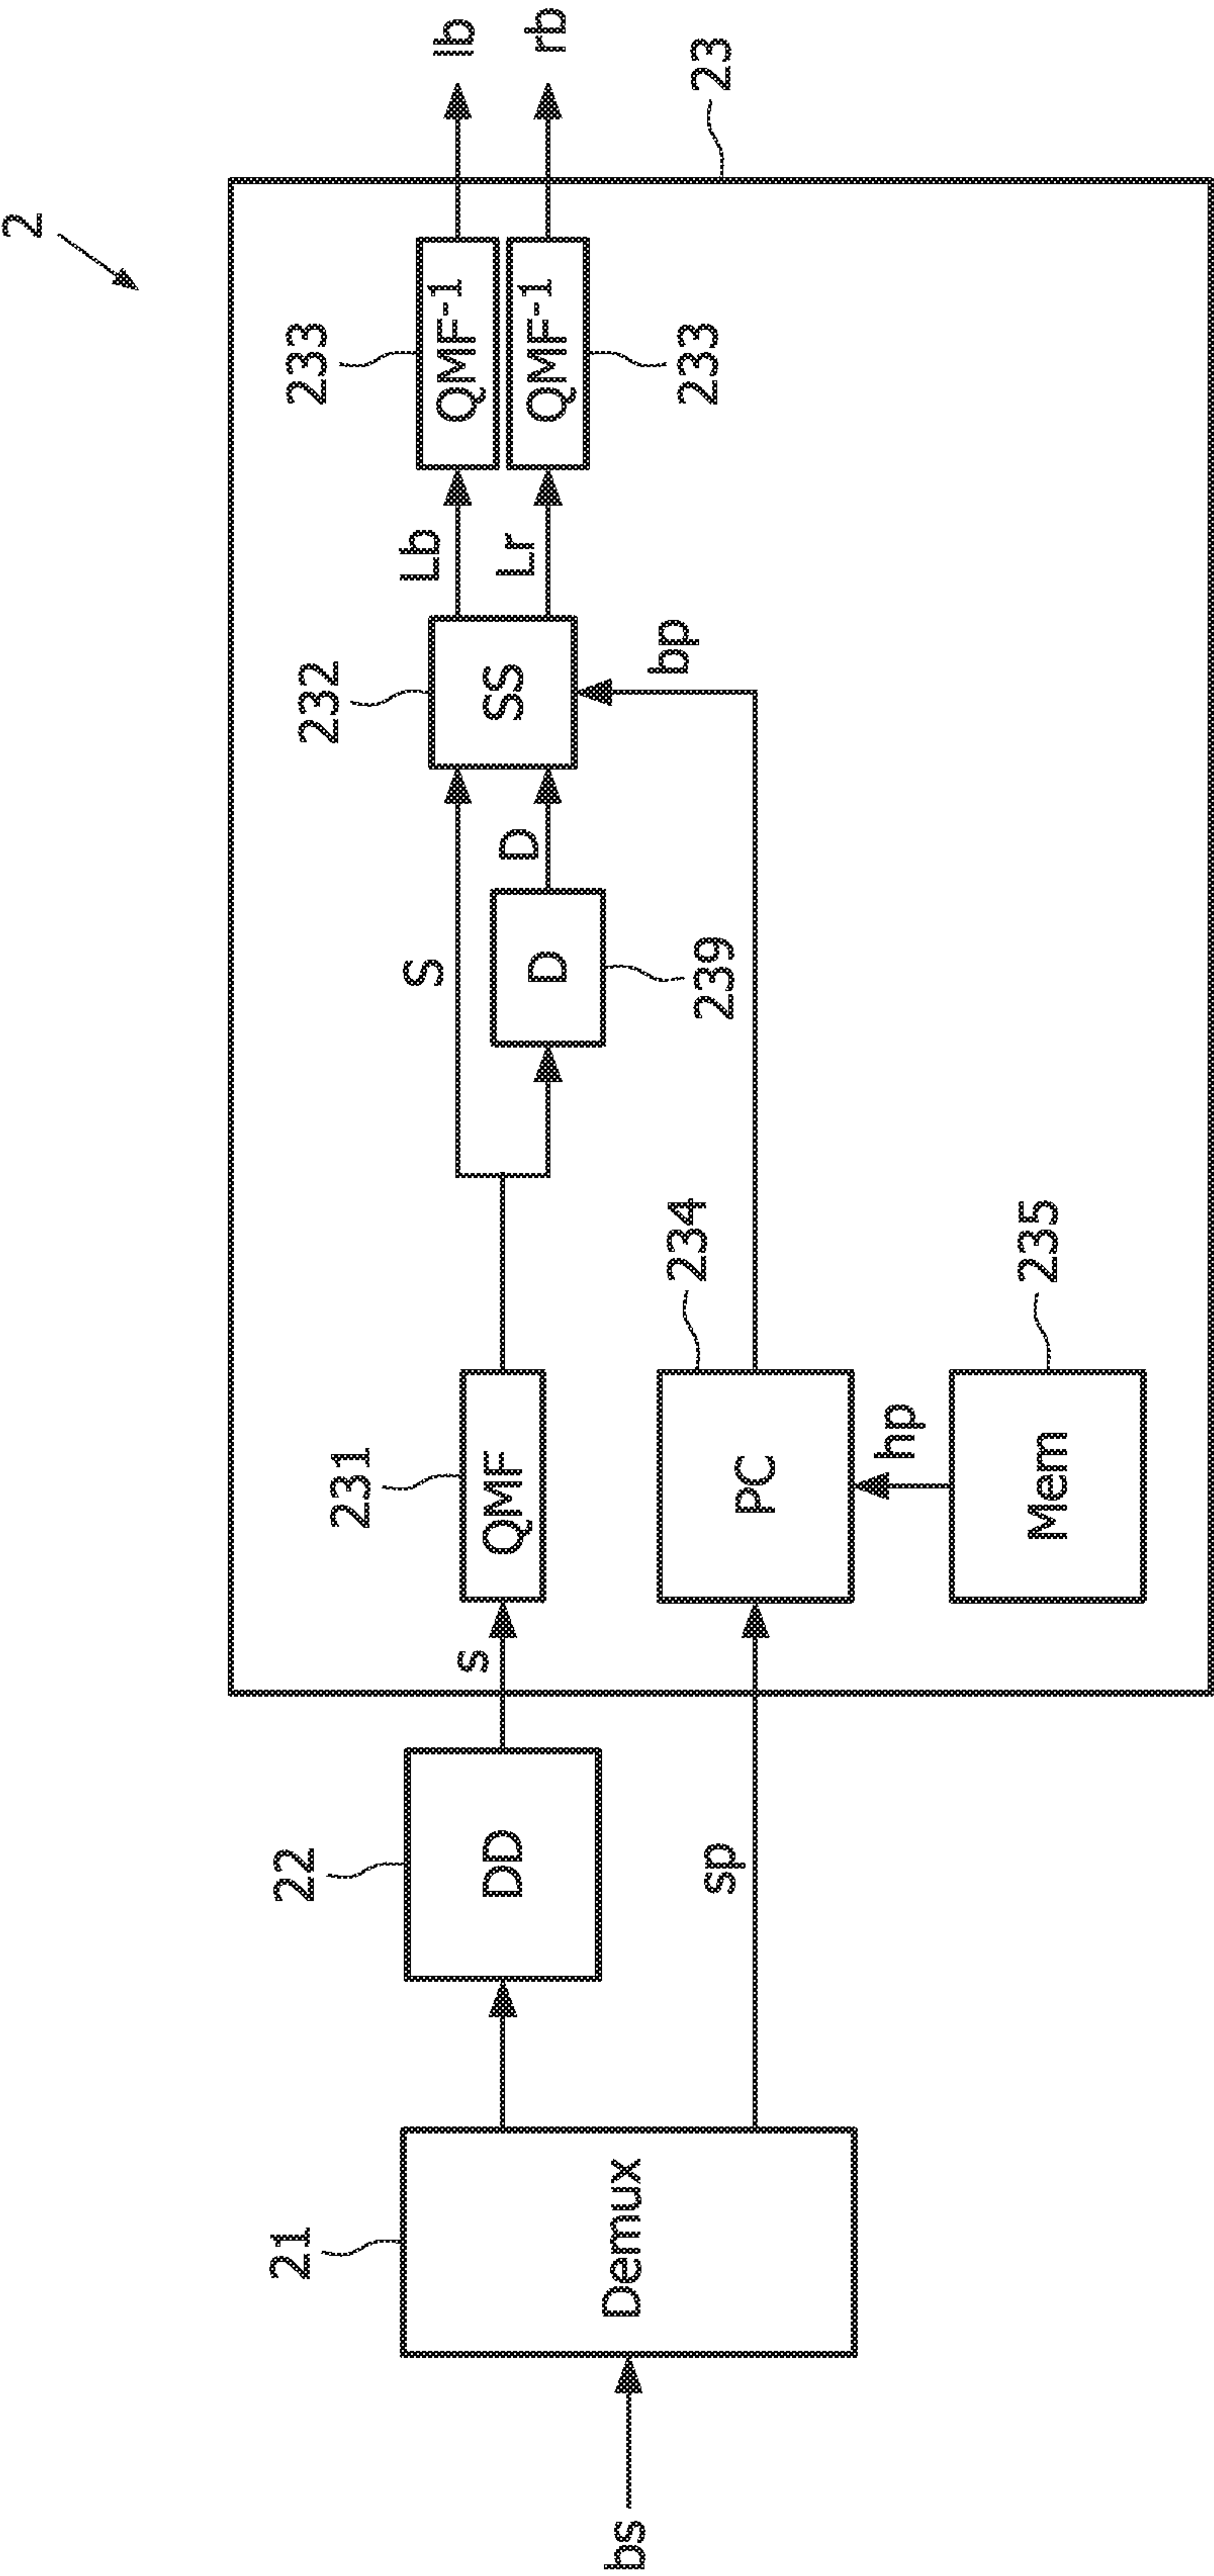 2
bs
21
Demux
22
DD
sp
s
231
QMF
234
PC
hp
235
Mem
S
D
239
D
232
SS
bp
Lb
Lr
233
QMF-1
QMF-1
233
23
lb
rb